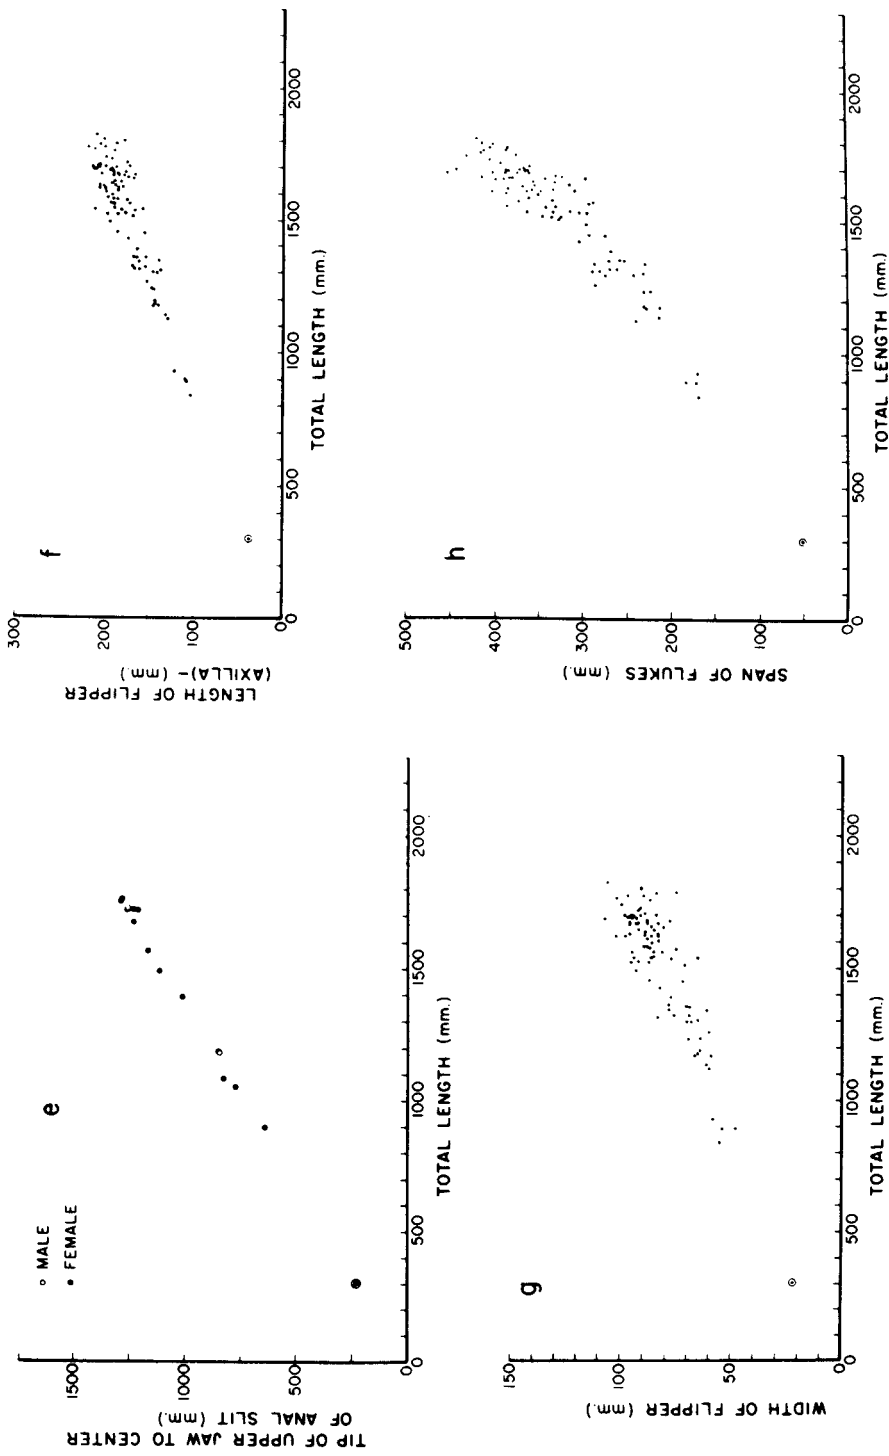 e
○ MALE
● FEMALE
TIP OF UPPER JAW TO CENTER
OF ANAL SLIT (mm.)
1500
1000
500
0
0
500
1000
1500
2000
TOTAL LENGTH (mm.)
f
LENGTH OF FLIPPER
(AXILLA)- (mm.)
300
200
100
0
0
500
1000
1500
2000
TOTAL LENGTH (mm.)
g
WIDTH OF FLIPPER (mm.)
150
100
50
0
0
500
1000
1500
2000
TOTAL LENGTH (mm.)
h
SPAN OF FLUKES (mm.)
500
400
300
200
100
0
0
500
1000
1500
2000
TOTAL LENGTH (mm.)